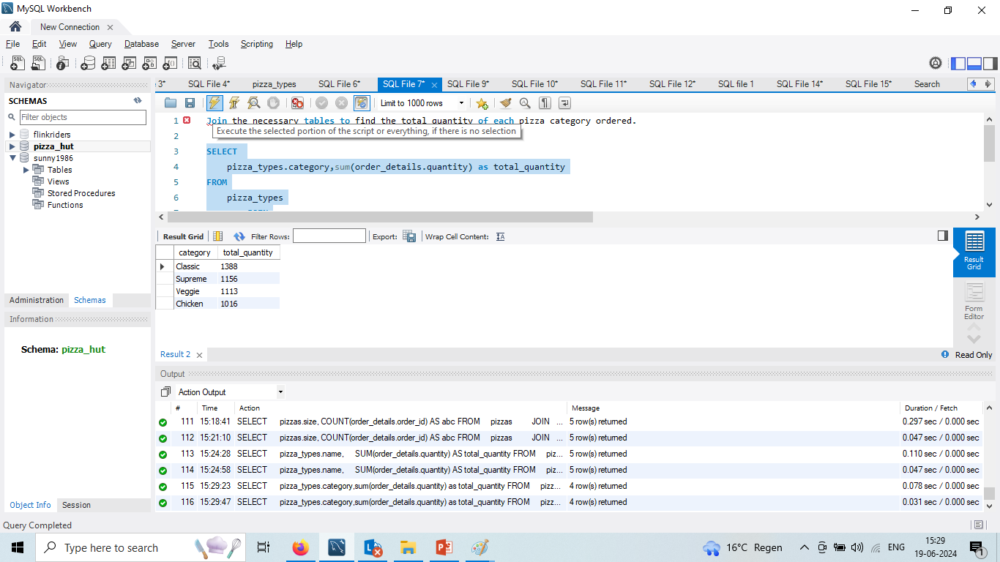 MySQL Workbench
New Connection
File Edit View Query Database Server Tools Scripting Help
Navigator
SCHEMAS
Filter objects
flinkriders
pizza_hut
sunny1986
Tables
Views
Stored Procedures
Functions
Administration Schemas
Information
Schema: pizza_hut
Object Info Session
3* SQL File 4* pizza_types SQL File 6* SQL File 7* SQL File 9* SQL File 10* SQL File 11* SQL File 12* SQL file 1 SQL File 14* SQL File 15* Search
Limit to 1000 rows
1 Join the necessary tables to find the total quantity of each pizza category ordered.
Execute the selected portion of the script or everything, if there is no selection
2
3 SELECT
4 pizza_types.category,sum(order_details.quantity) as total_quantity
5 FROM
6 pizza_types
Result Grid Filter Rows: Export: Wrap Cell Content:
category total_quantity
Classic 1388
Supreme 1156
Veggie 1113
Chicken 1016
Result Grid
Form Editor
Result 2
Read Only
Output
Action Output
# Time Action Message Duration / Fetch
111 15:18:41 SELECT pizzas.size, COUNT(order_details.order_id) AS abc FROM pizzas JOIN ... 5 row(s) returned 0.297 sec / 0.000 sec
112 15:21:10 SELECT pizzas.size, COUNT(order_details.order_id) AS abc FROM pizzas JOIN ... 5 row(s) returned 0.047 sec / 0.000 sec
113 15:24:28 SELECT pizza_types.name, SUM(order_details.quantity) AS total_quantity FROM piz... 5 row(s) returned 0.110 sec / 0.000 sec
114 15:24:58 SELECT pizza_types.name, SUM(order_details.quantity) AS total_quantity FROM piz... 5 row(s) returned 0.047 sec / 0.000 sec
115 15:29:23 SELECT pizza_types.category,sum(order_details.quantity) as total_quantity FROM pizz... 4 row(s) returned 0.078 sec / 0.000 sec
116 15:29:47 SELECT pizza_types.category,sum(order_details.quantity) as total_quantity FROM pizz... 4 row(s) returned 0.031 sec / 0.000 sec
Query Completed
Type here to search
16°C Regen
ENG
15:29
19-06-2024
1